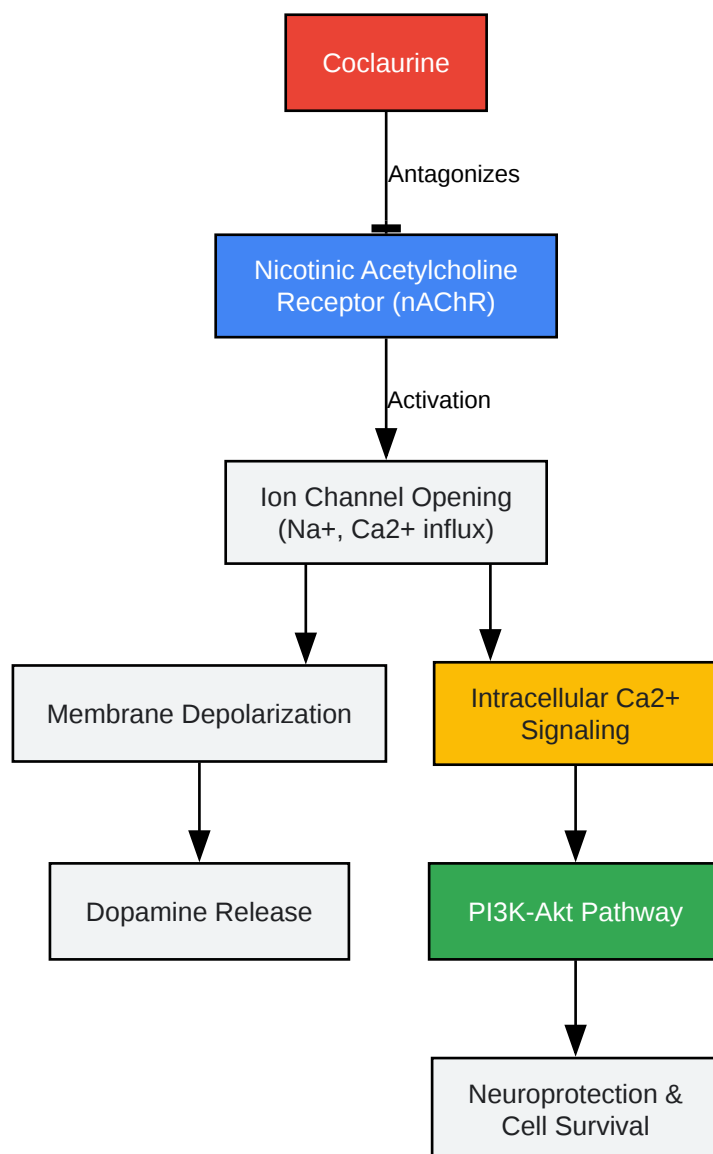 Coclaurine
Antagonizes
Nicotinic Acetylcholine
Receptor (nAChR)
Activation
Ion Channel Opening
(Na+, Ca2+ influx)
Membrane Depolarization
Intracellular Ca2+
Signaling
Dopamine Release
PI3K-Akt Pathway
Neuroprotection &
Cell Survival